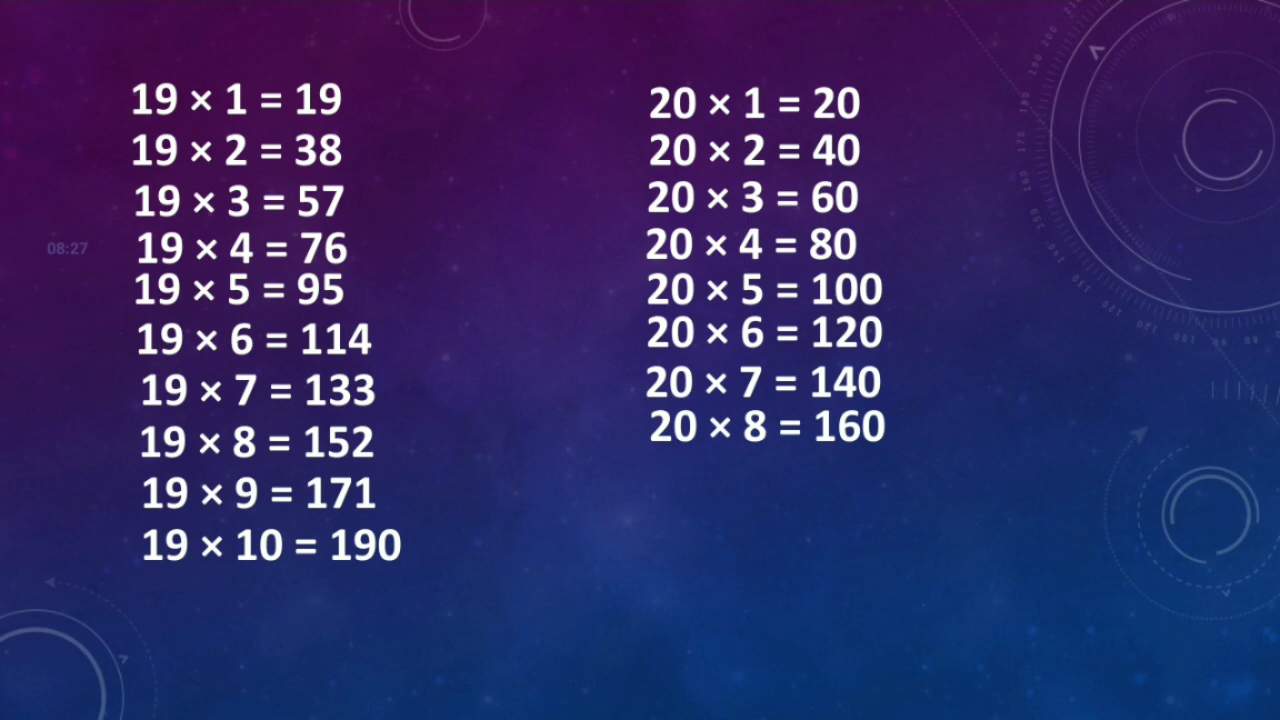 19 × 1 = 19
19 × 2 = 38
19 × 3 = 57
19 × 4 = 76
19 × 5 = 95
19 × 6 = 114
19 × 7 = 133
19 × 8 = 152
19 × 9 = 171
19 × 10 = 190
20 × 1 = 20
20 × 2 = 40
20 × 3 = 60
20 × 4 = 80
20 × 5 = 100
20 × 6 = 120
20 × 7 = 140
20 × 8 = 160
08:27